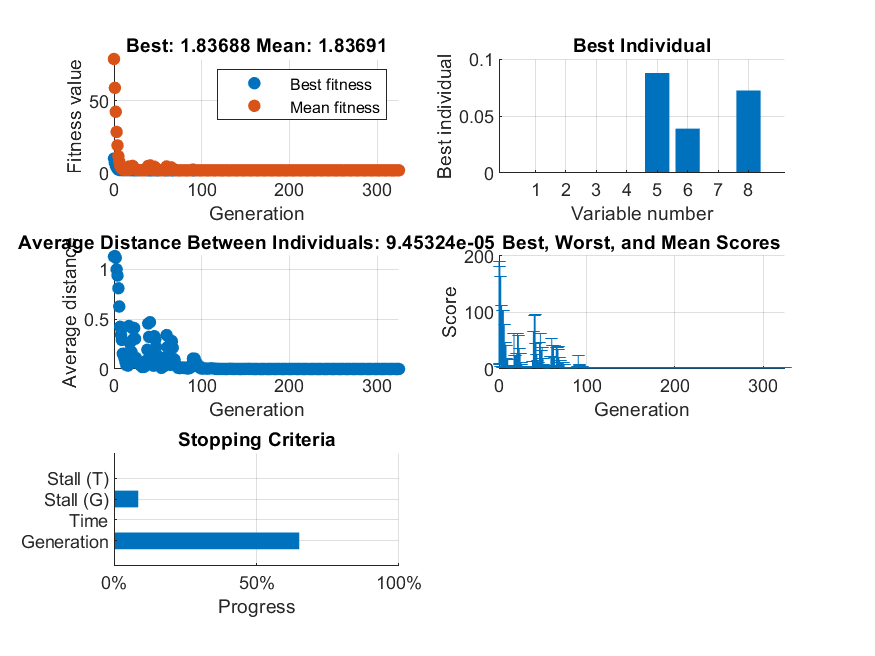 Best: 1.83688 Mean: 1.83691
Fitness value
50
0
Best fitness
Mean fitness
0 100 200 300
Generation
Best Individual
Best individual
0.1
0.05
0
1 2 3 4 5 6 7 8
Variable number
Average Distance Between Individuals: 9.45324e-05
Average distance
1
0.5
0
0 100 200 300
Generation
Best, Worst, and Mean Scores
Score
200
100
0
0 100 200 300
Generation
Stopping Criteria
Stall (T)
Stall (G)
Time
Generation
0% 50% 100%
Progress